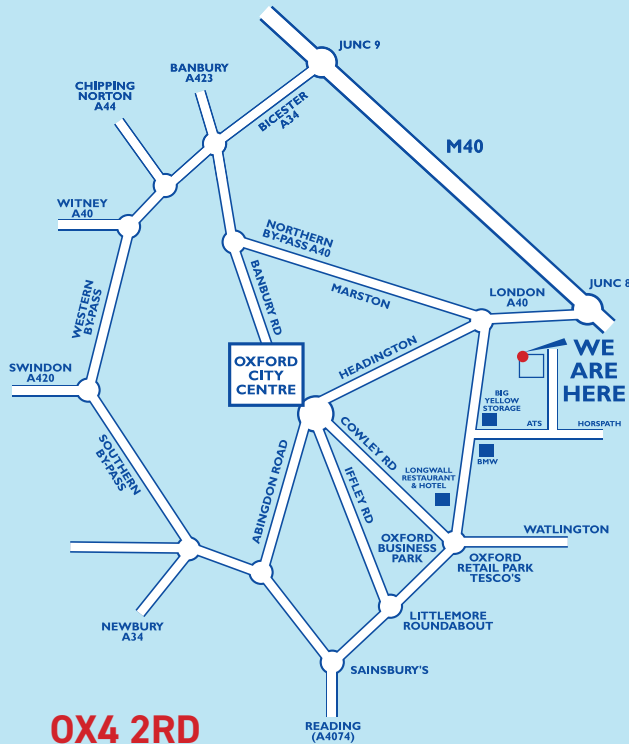 JUNC 9
BANBURY
A423
CHIPPING
NORTON
A44
BICESTER
A34
M40
WITNEY
A40
NORTHERN
BY-PASS A40
MARSTON
BANBURY RD
WESTERN
BY-PASS
LONDON
A40
JUNC 8
HEADINGTON
OXFORD
CITY
CENTRE
WE
ARE
HERE
SWINDON
A420
BIG
YELLOW
STORAGE
ATS
HORSPATH
COWLEY RD
IFFLEY RD
ABINGDON ROAD
SOUTHERN
BY-PASS
BMW
LONGWALL
RESTAURANT
& HOTEL
WATLINGTON
OXFORD
BUSINESS
PARK
OXFORD
RETAIL PARK
TESCO'S
NEWBURY
A34
LITTLEMORE
ROUNDABOUT
SAINSBURY'S
READING
(A4074)
OX4 2RD